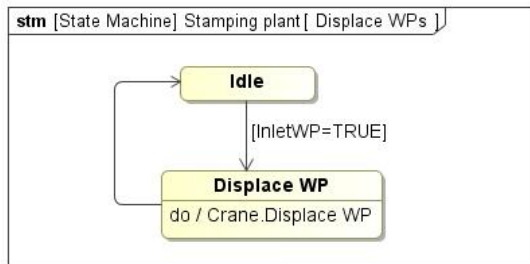 stm [State Machine] Stamping plant[ Displace WPs ]
Idle
[InletWP=TRUE]
Displace WP
do / Crane.Displace WP